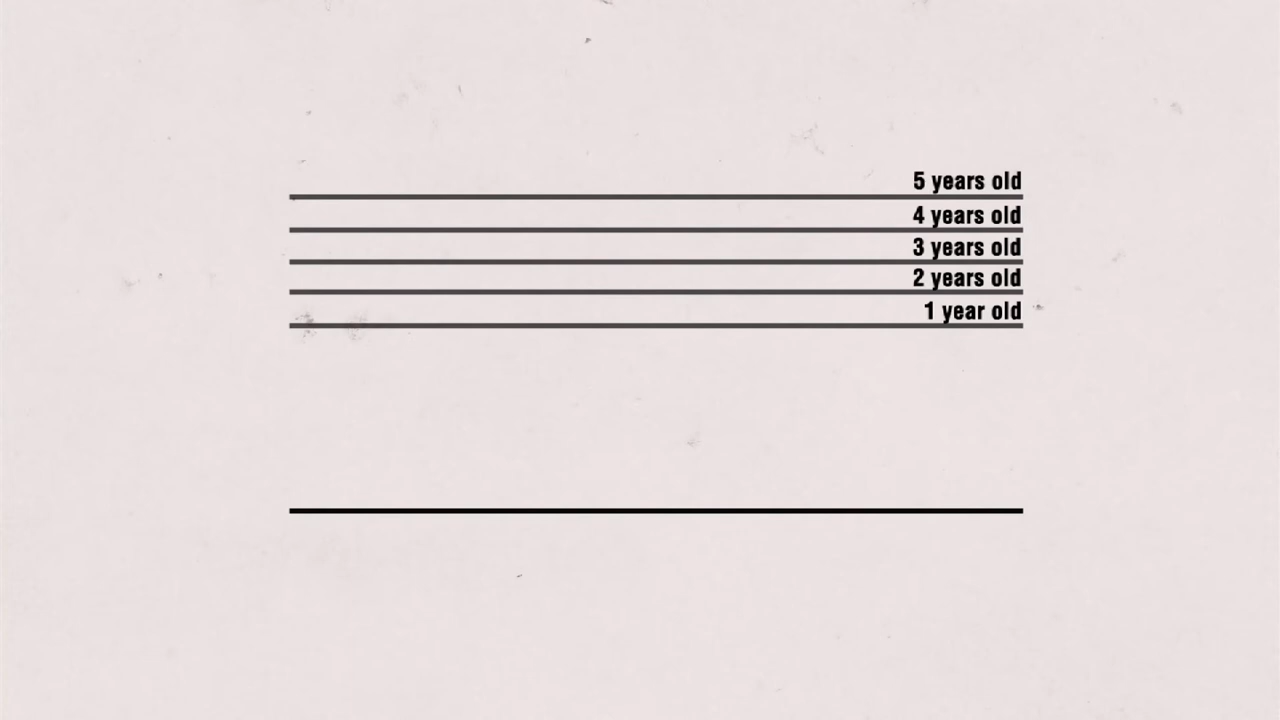 5 years old
4 years old
3 years old
2 years old
1 year old